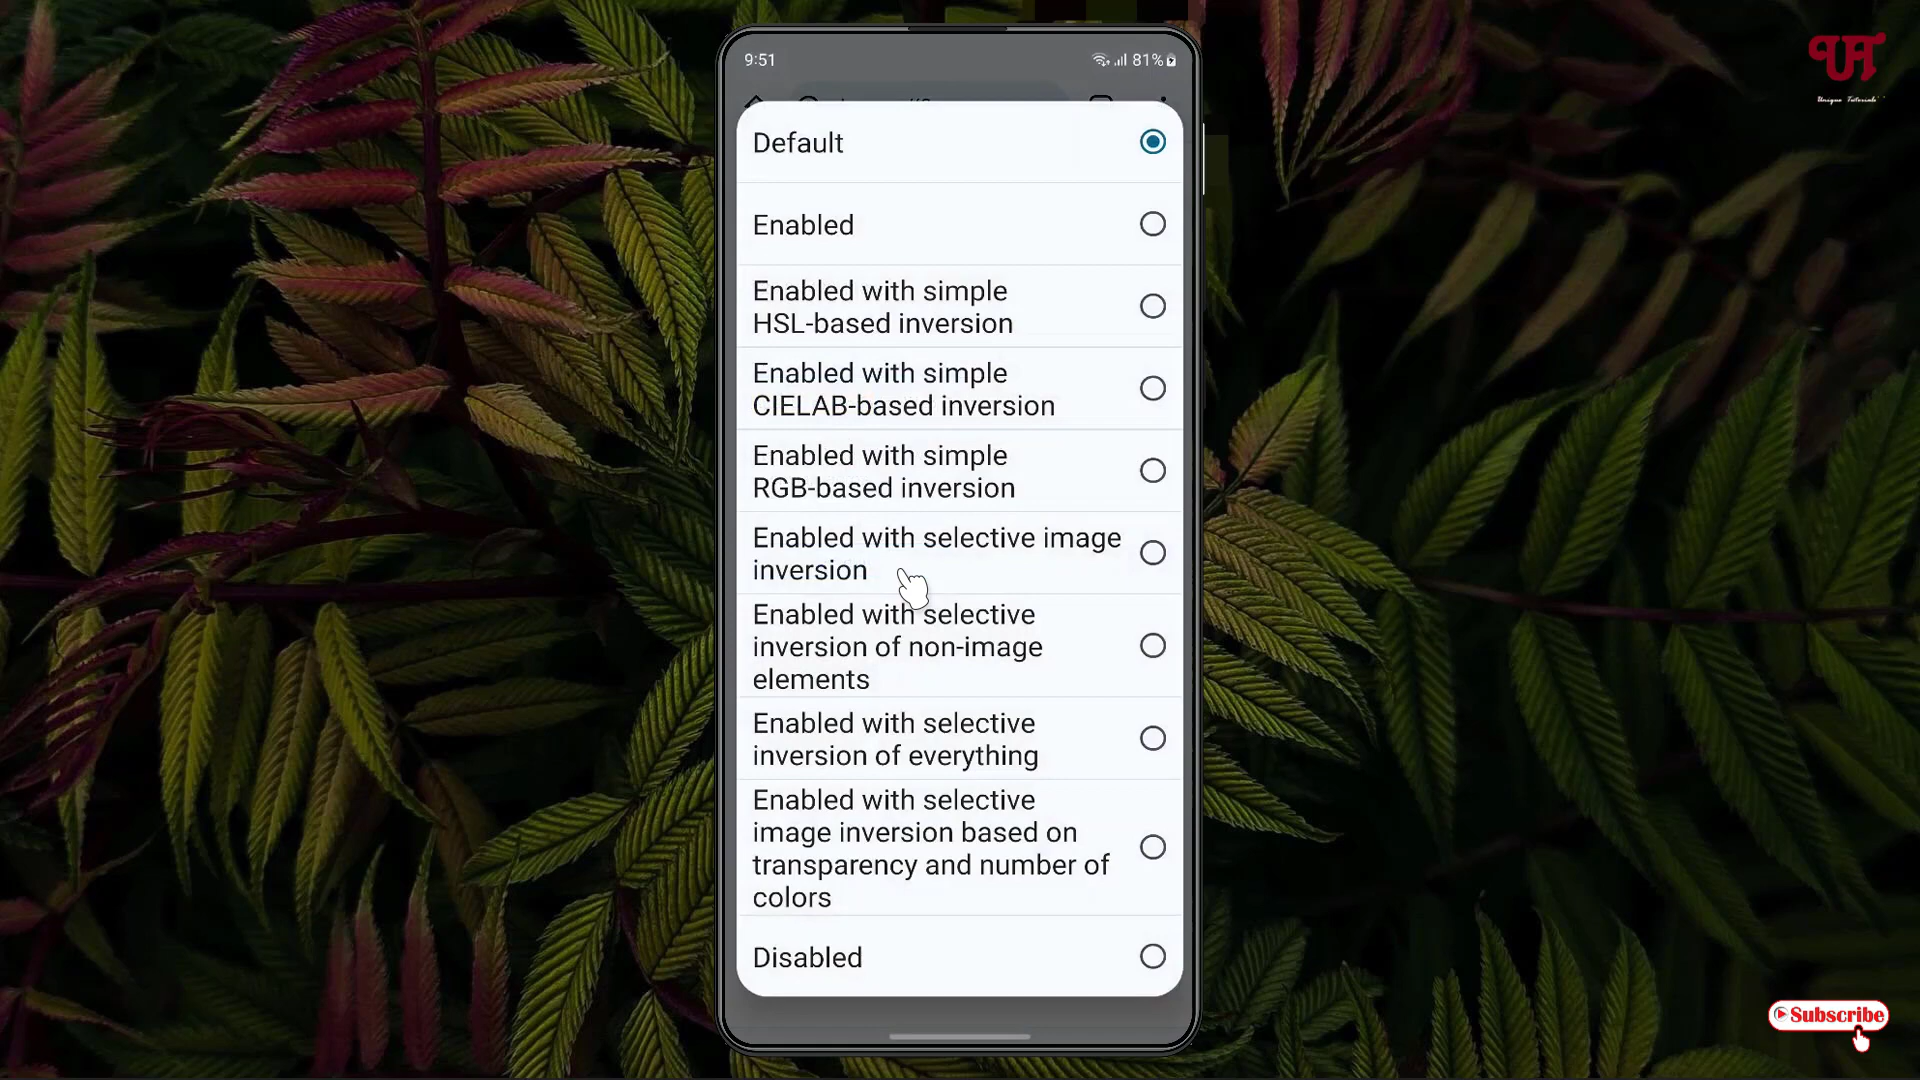 9:51
81%
Default
Enabled
Enabled with simple
HSL-based inversion
Enabled with simple
CIELAB-based inversion
Enabled with simple
RGB-based inversion
Enabled with selective image
inversion
Enabled with selective
inversion of non-image
elements
Enabled with selective
inversion of everything
Enabled with selective
image inversion based on
transparency and number of
colors
Disabled
Unique Tutorials
Subscribe